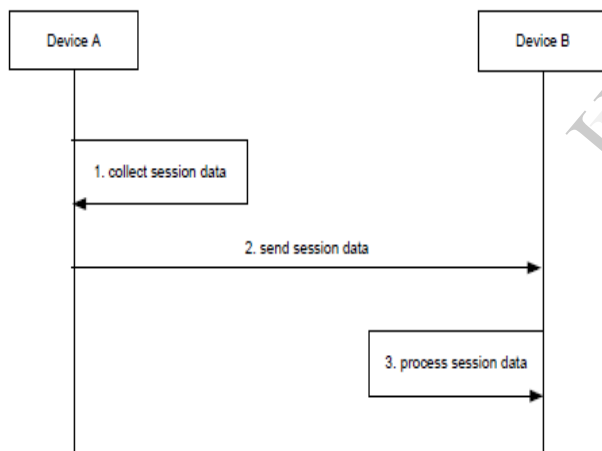 Device A
Device B
1. collect session data
2. send session data
3. process session data